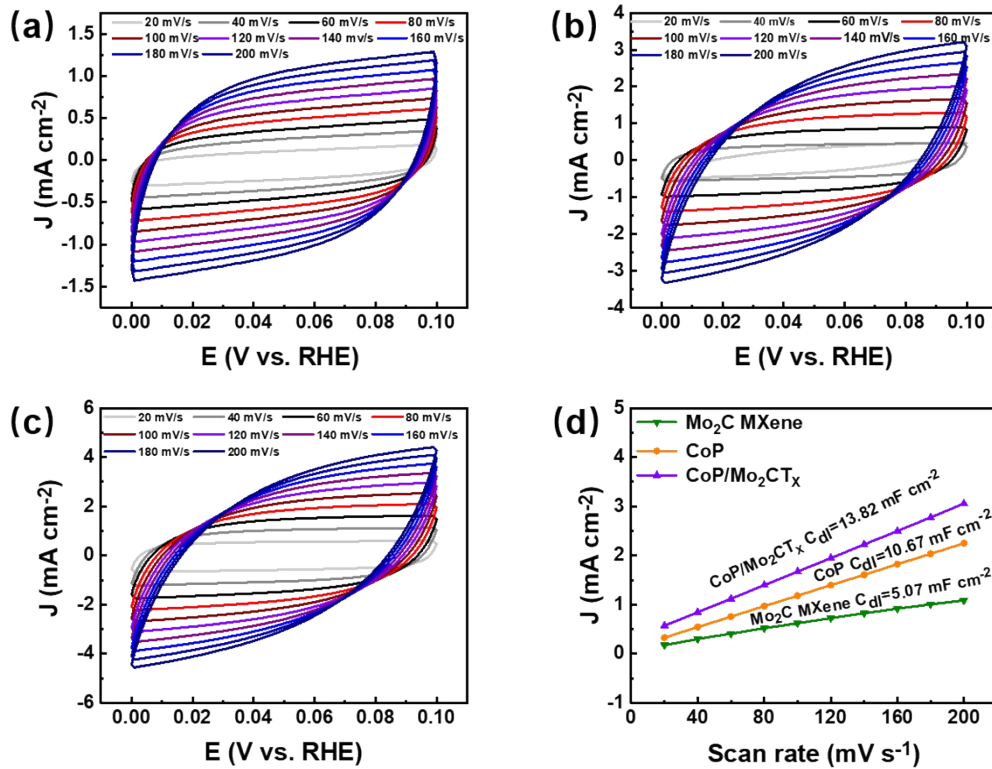 (a)
20 mV/s 40 mV/s 60 mV/s 80 mV/s
100 mV/s 120 mV/s 140 mV/s 160 mV/s
180 mV/s 200 mV/s
1.5
1.0
0.5
0.0
-0.5
-1.0
-1.5
J (mA cm-2)
0.00 0.02 0.04 0.06 0.08 0.10
E (V vs. RHE)
(b)
20 mV/s 40 mV/s 60 mV/s 80 mV/s
100 mV/s 120 mV/s 140 mV/s 160 mV/s
180 mV/s 200 mV/s
4
3
2
1
0
-1
-2
-3
-4
J (mA cm-2)
0.00 0.02 0.04 0.06 0.08 0.10
E (V vs. RHE)
(c)
20 mV/s 40 mV/s 60 mV/s 80 mV/s
100 mV/s 120 mV/s 140 mV/s 160 mV/s
180 mV/s 200 mV/s
6
4
2
0
-2
-4
-6
J (mA cm-2)
0.00 0.02 0.04 0.06 0.08 0.10
E (V vs. RHE)
(d)
Mo2C MXene
CoP
CoP/Mo2CTX
CoP/Mo2CTX Cdl=13.82 mF cm-2
CoP Cdl=10.67 mF cm-2
Mo2C MXene Cdl=5.07 mF cm-2
5
4
3
2
1
0
-1
J (mA cm-2)
0 40 80 120 160 200
Scan rate (mV s-1)